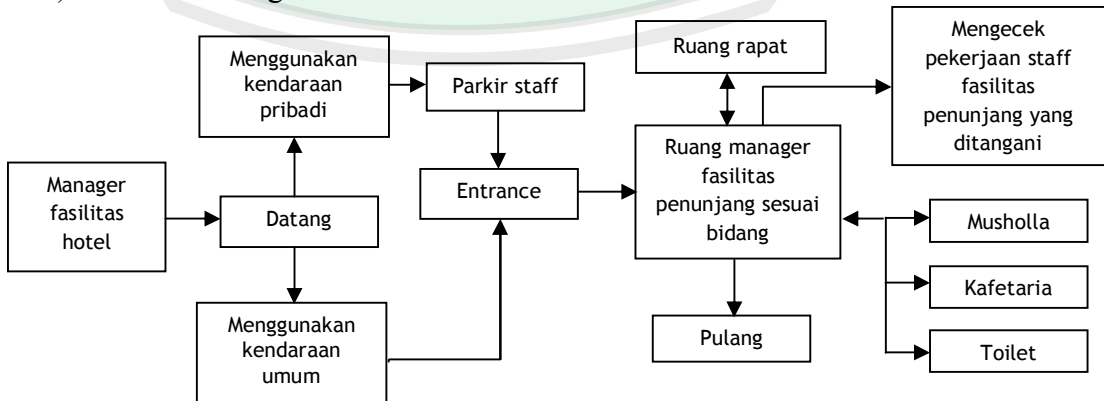 Manager
fasilitas
hotel
Datang
Menggunakan
kendaraan
pribadi
Menggunakan
kendaraan
umum
Parkir staff
Entrance
Ruang rapat
Ruang manager
fasilitas
penunjang sesuai
bidang
Pulang
Mengecek
pekerjaan staff
fasilitas
penunjang yang
ditangani
Musholla
Kafetaria
Toilet